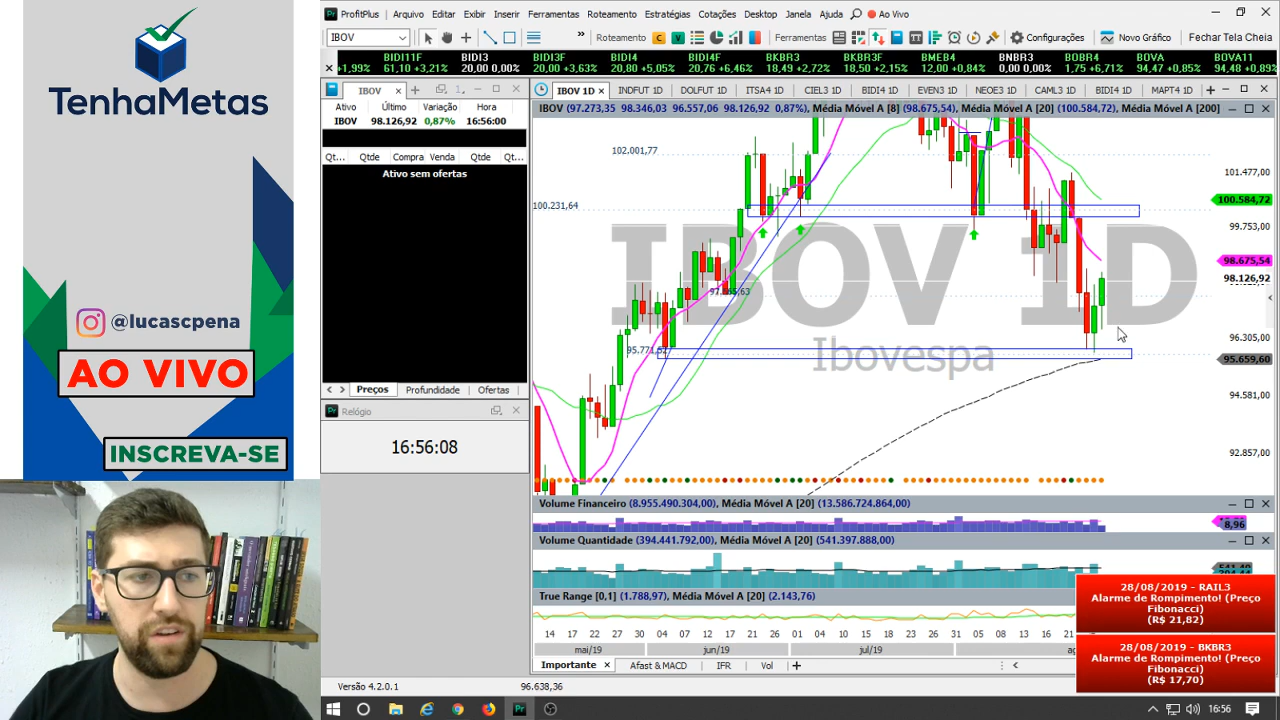 TenhaMetas
@lucascpena
AO VIVO
INSCREVA-SE
ProfitPlus Arquivo Editar Exibir Inserir Ferramentas Roteamento Estratégias Cotações Desktop Janela Ajuda Ao Vivo
IBOV » Roteamento Ferramentas Configurações Novo Gráfico Fechar Tela Cheia
BIDI11F BIDI3 BIDI3F BIDI4 BIDI4F BKBR3 BKBR3F BMEB4 BNBR3 BOBR4 BOVA BOVA11
+1,99% 61,10 +3,21% 20,00 0,00% 20,00 +3,63% 20,80 +5,05% 20,76 +6,46% 18,49 +2,72% 18,50 +2,15% 12,00 +0,84% 0,00 0,00% 1,75 +6,71% 94,47 +0,85% 94,48 +0,89%
IBOV
Ativo Último Variação Hora
IBOV 98.126,92 0,87% 16:56:00
Qt... Qtde Compra Venda Qtde Qt...
Ativo sem ofertas
Preços Profundidade Ofertas
Relógio
16:56:08
IBOV 1D INDFUT 1D DOLFUT 1D ITSA4 1D CIEL3 1D BIDI4 1D EVEN3 1D NEOE3 1D CAML3 1D BIDI4 1D MAPT4 1D
IBOV (97.273,35 98.346,03 96.557,06 98.126,92 0,87%), Média Móvel A [8] (98.675,54), Média Móvel A [20] (100.584,72), Média Móvel A [200]
IBOV 1D
Ibovespa
102.001,77
100.231,64
95.771,52
101.477,00
100.584,72
99.753,00
98.675,54
98.126,92
96.305,00
95.659,60
94.581,00
92.857,00
Volume Financeiro (8.955.490.304,00), Média Móvel A [20] (13.586.724.864,00)
8,96
Volume Quantidade (394.441.792,00), Média Móvel A [20] (541.397.888,00)
True Range [0,1] (1.788,97), Média Móvel A [20] (2.143,76)
14 17 22 27 30 04 07 12 17 21 26 01 04 10 15 18 23 26 31 05 08 13 16 21
mai/19 jun/19 jul/19
Importante Afast & MACD IFR Vol
28/08/2019 - RAIL3
Alarme de Rompimento! (Preço
Fibonacci)
(R$ 21,82)
28/08/2019 - BKBR3
Alarme de Rompimento! (Preço
Fibonacci)
(R$ 17,70)
Versão 4.2.0.1 96.638,36
16:56